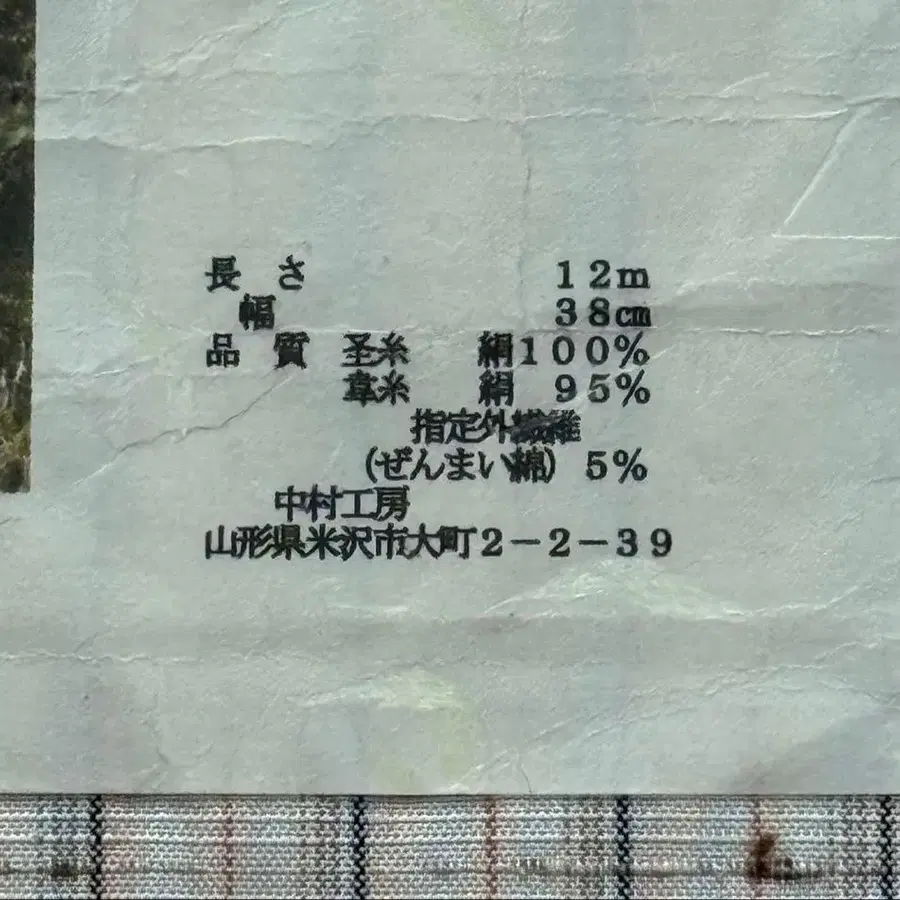 長　さ　１２ｍ
幅　３８㎝
品　質　圣糸　絹１００％
韋糸　絹　９５％
指定外繊維
(ぜんまい綿)　５％
中村工房
山形県米沢市大町２－２－３９